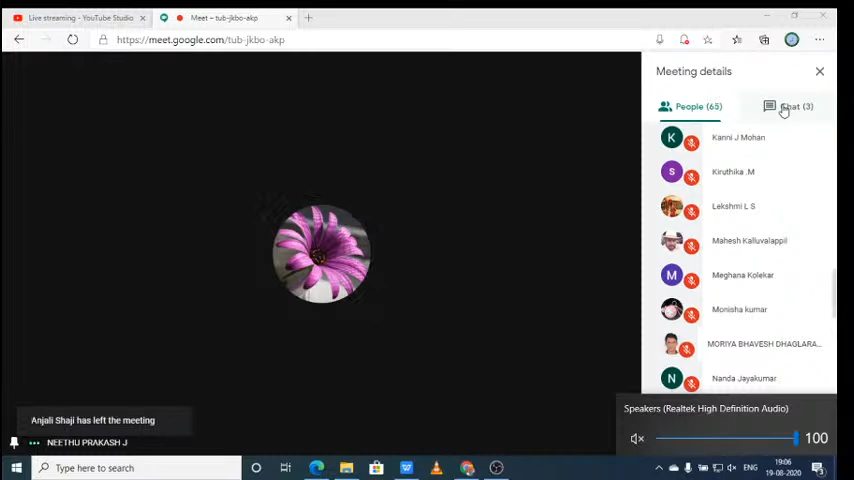 Live streaming - YouTube Studio
Meet – tub-jkbo-akp
https://meet.google.com/tub-jkbo-akp
Meeting details
People (65)
Chat (3)
K
Kanni J Mohan
S
Kiruthika .M
Lekshmi L S
Mahesh Kalluvalappil
M
Meghana Kolekar
Monisha kumar
MORIYA BHAVESH DHAGLARA...
N
Nanda Jayakumar
Anjali Shaji has left the meeting
NEETHU PRAKASH J
Speakers (Realtek High Definition Audio)
100
Type here to search
19:06
19-08-2020
3